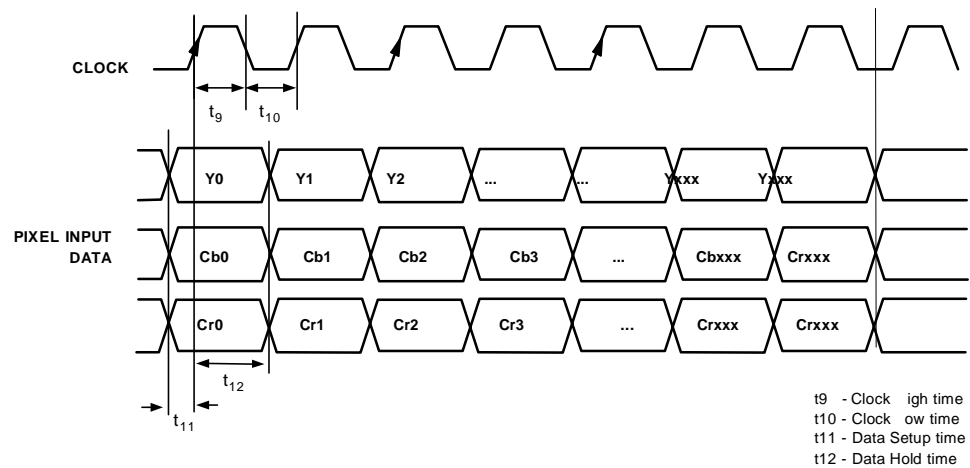 CLOCK
t9
t10
Y0 Y1 Y2 ... ... Yxxx Yxxx
PIXEL INPUT
DATA
Cb0 Cb1 Cb2 Cb3 ... Cbxxx Crxxx
Cr0 Cr1 Cr2 Cr3 ... Crxxx Crxxx
t12
t11
t9 - Clock igh time
t10 - Clock ow time
t11 - Data Setup time
t12 - Data Hold time